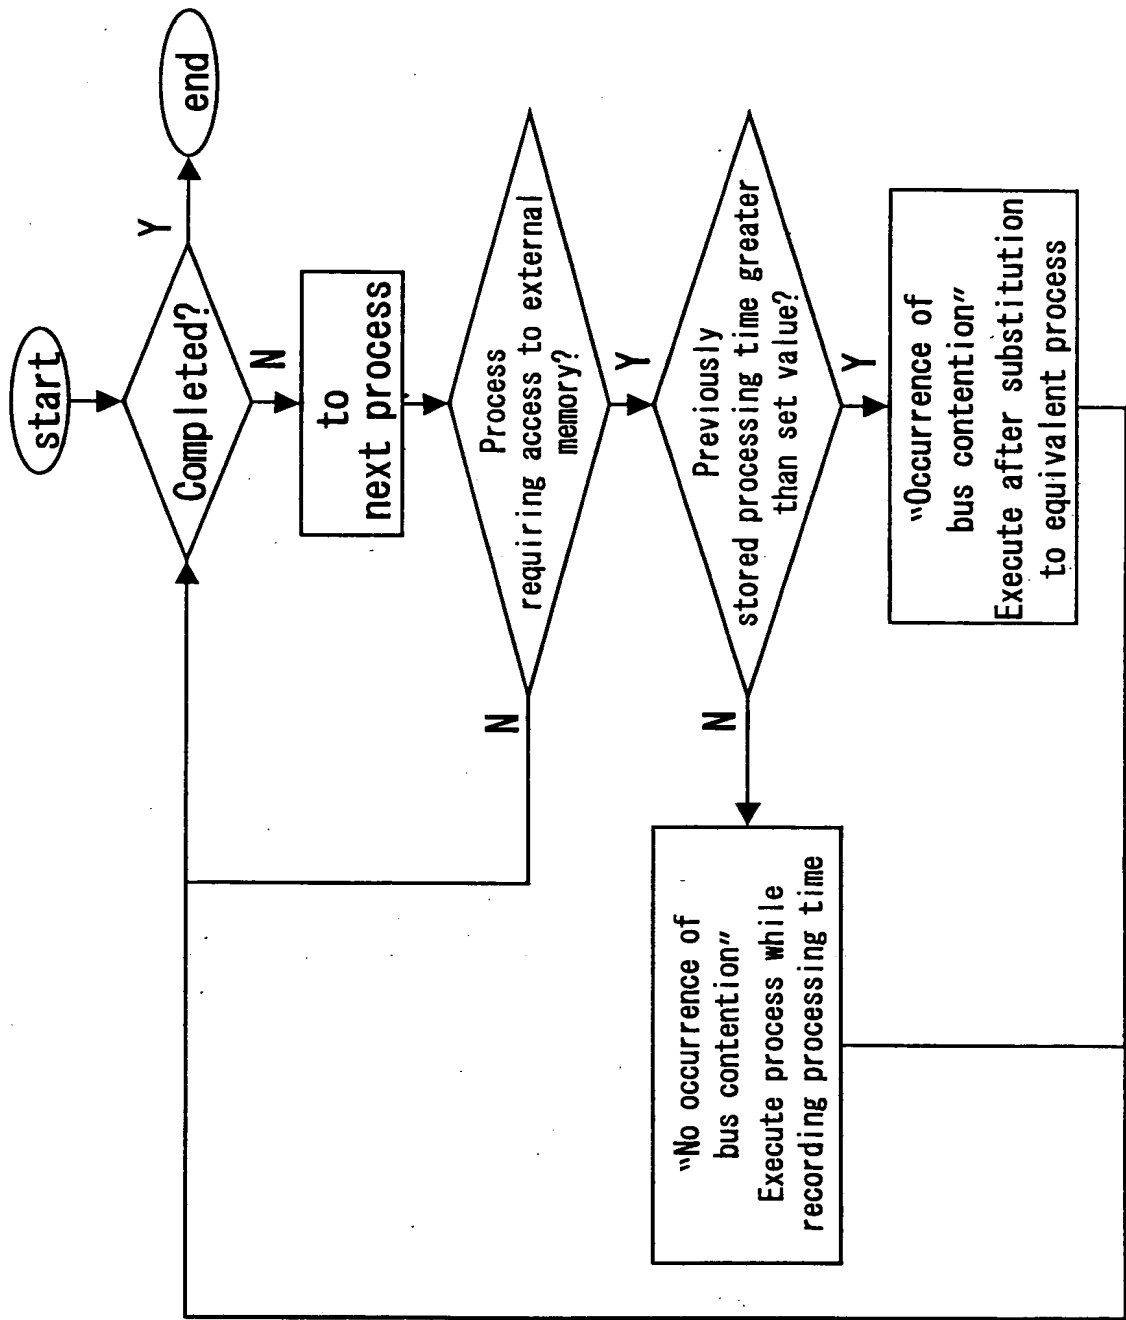 start
Completed?
Y
end
N
to
next process
Process
requiring access to external
memory?
N
Y
Previously
stored processing time greater
than set value?
N
Y
"No occurrence of
bus contention"
Execute process while
recording processing time
"Occurrence of
bus contention"
Execute after substitution
to equivalent process